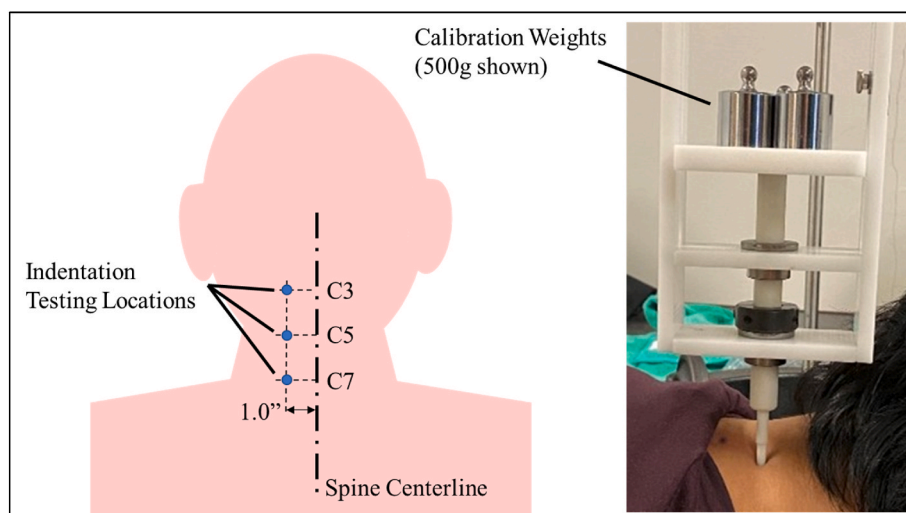 Calibration Weights
(500g shown)
Indentation
Testing Locations
C3
C5
C7
1.0”
Spine Centerline